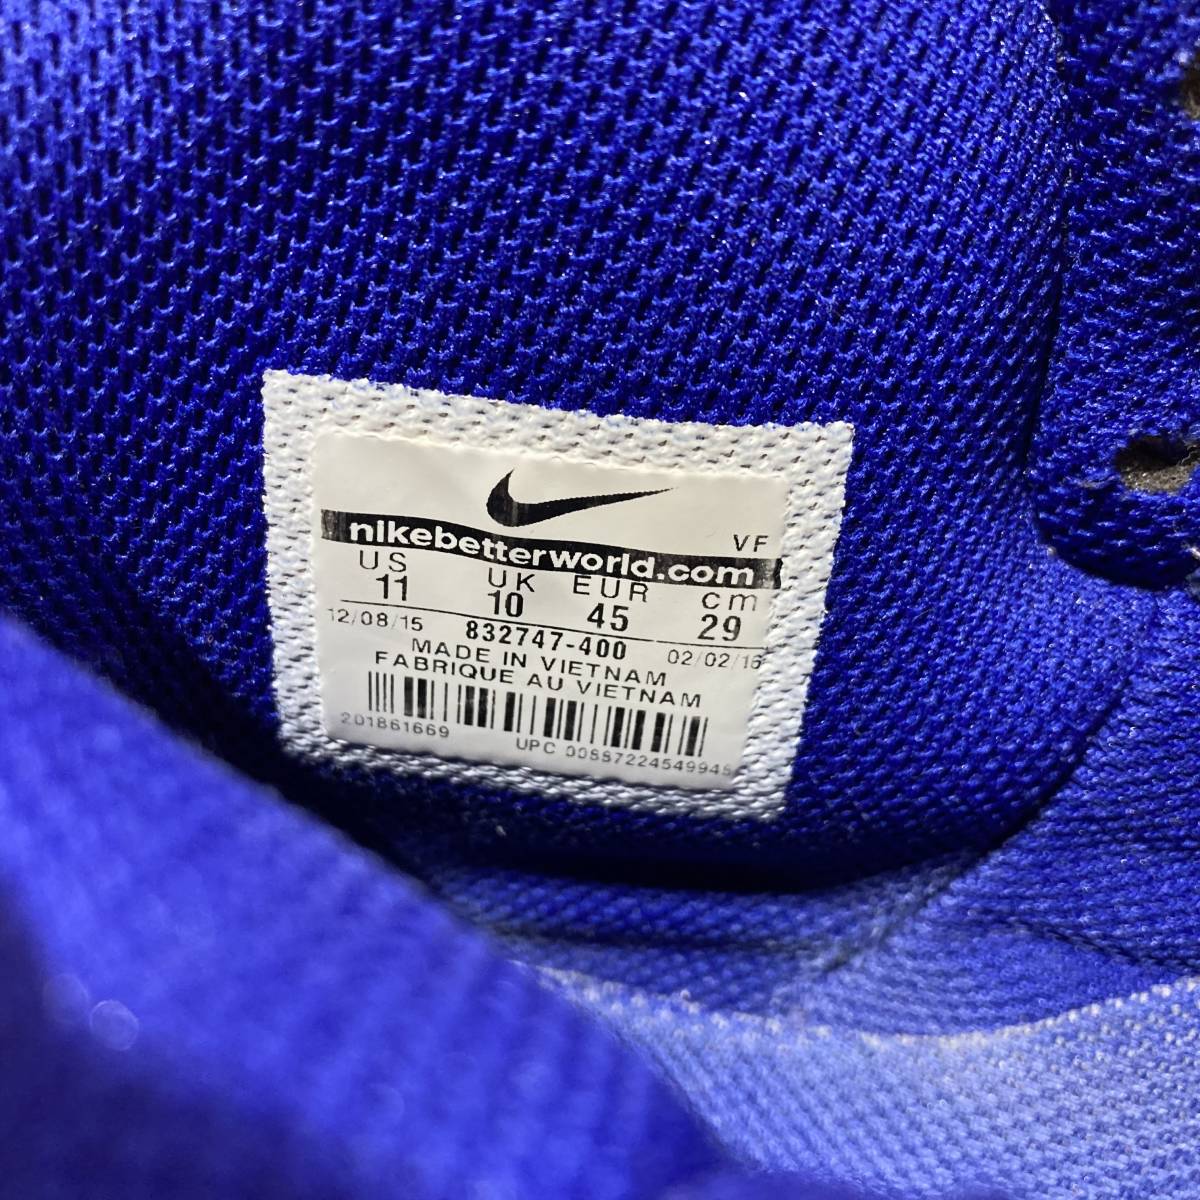 nikebetterworld.com
VF
US UK EUR cm
11 10 45 29
12/08/15 832747-400 02/02/16
MADE IN VIETNAM
FABRIQUE AU VIETNAM
201861669
UPC 00887224549945